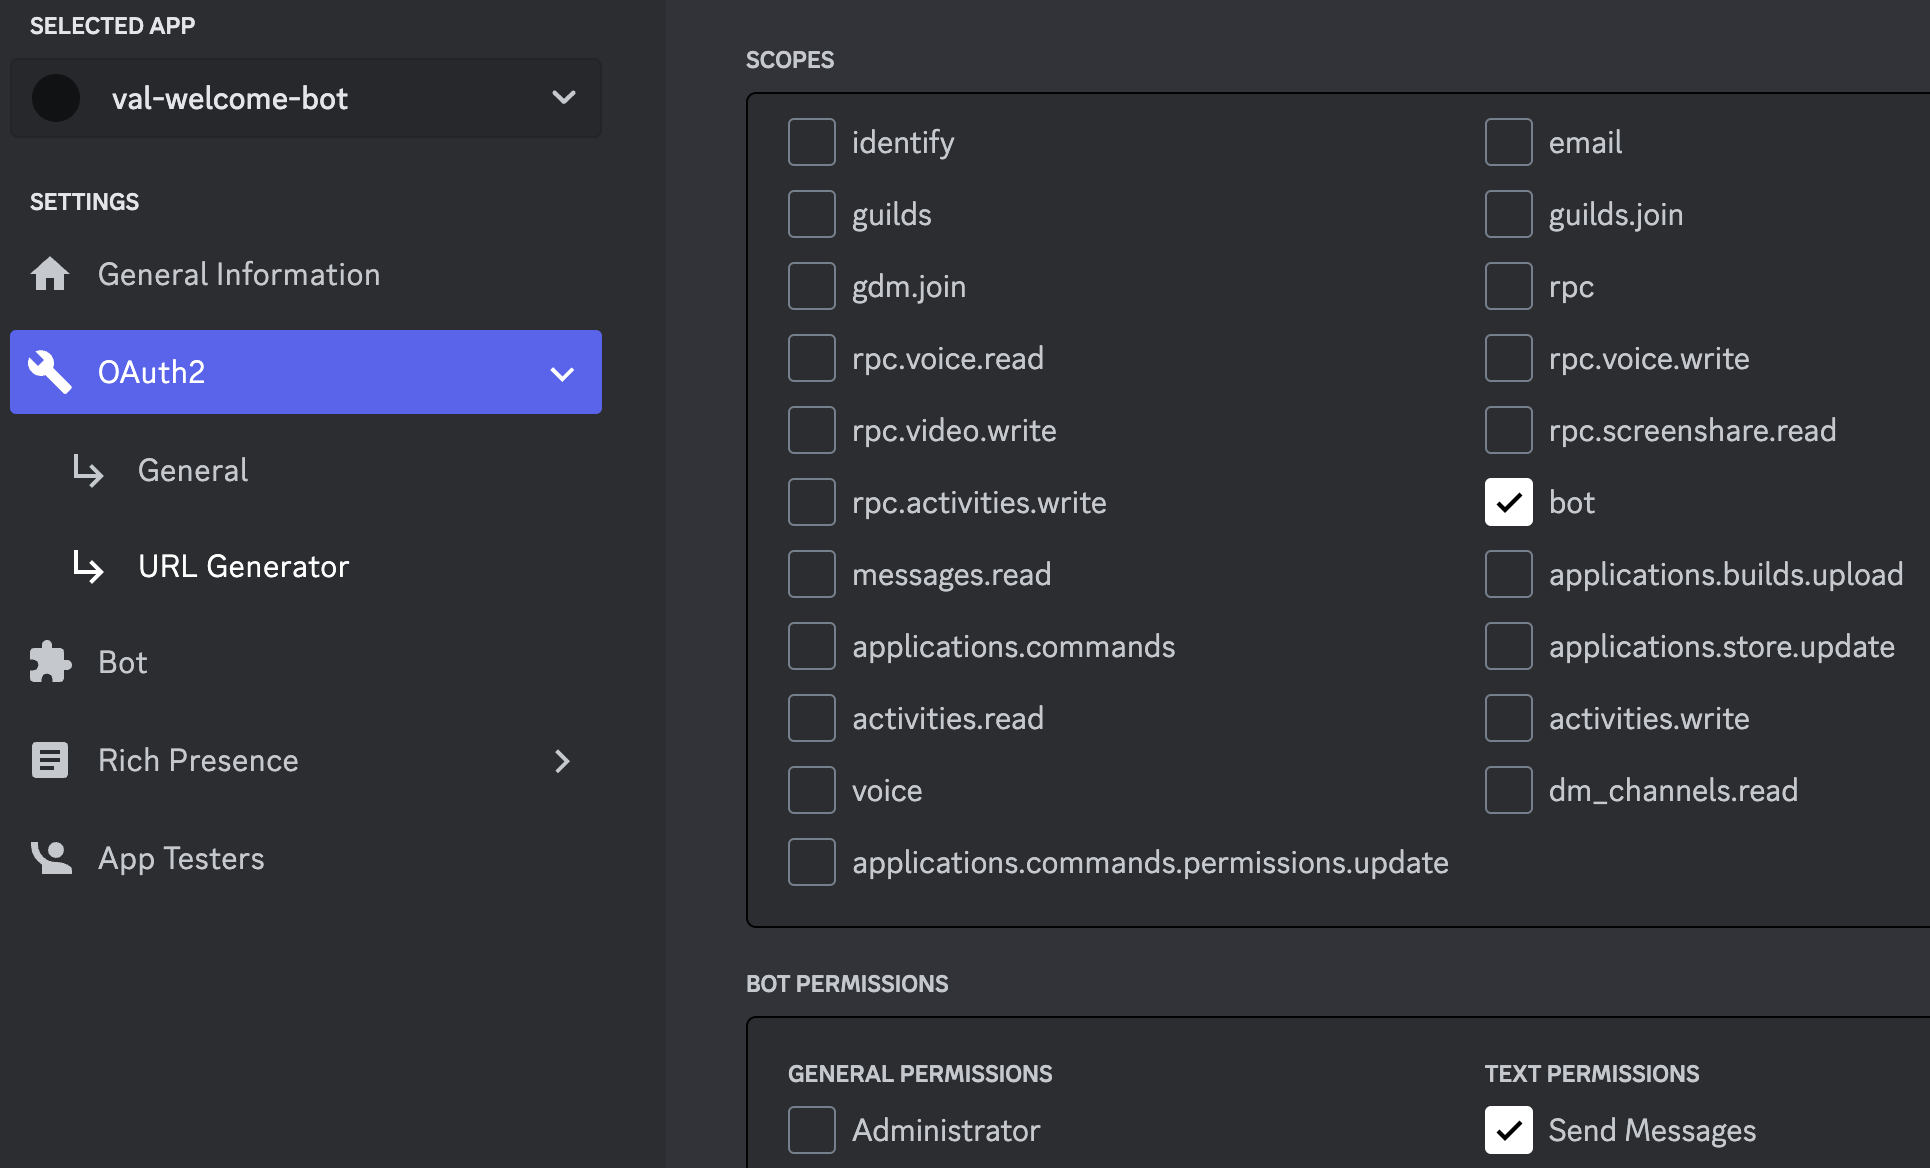 SELECTED APP
val-welcome-bot
SETTINGS
General Information
OAuth2
General
URL Generator
Bot
Rich Presence
App Testers
SCOPES
identify
email
guilds
guilds.join
gdm.join
rpc
rpc.voice.read
rpc.voice.write
rpc.video.write
rpc.screenshare.read
rpc.activities.write
bot
messages.read
applications.builds.upload
applications.commands
applications.store.update
activities.read
activities.write
voice
dm_channels.read
applications.commands.permissions.update
BOT PERMISSIONS
GENERAL PERMISSIONS
Administrator
TEXT PERMISSIONS
Send Messages